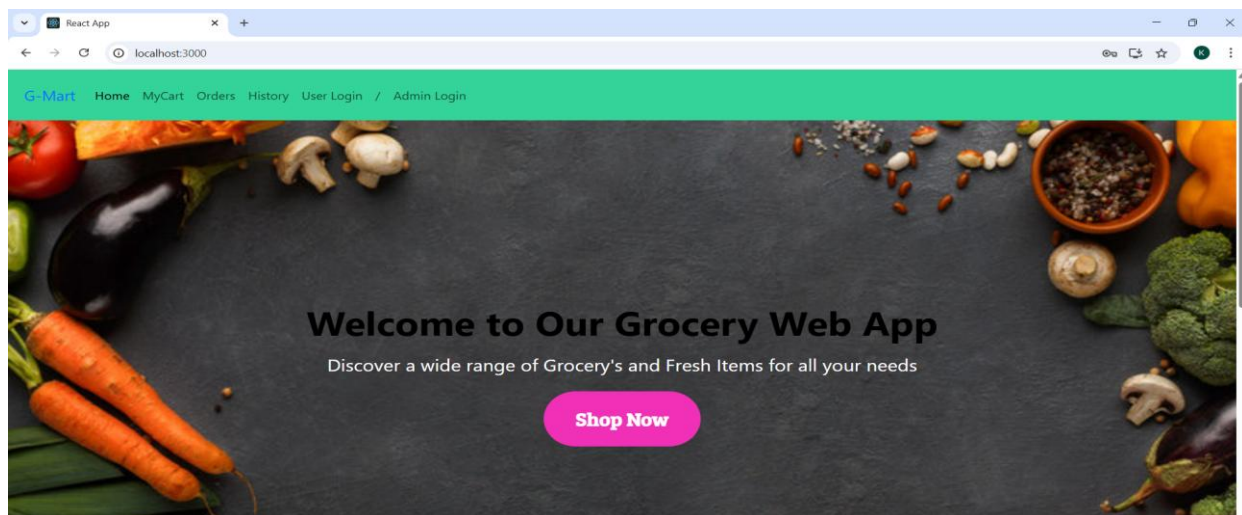 React App
localhost:3000
K
G-Mart Home MyCart Orders History User Login / Admin Login
Welcome to Our Grocery Web App
Discover a wide range of Grocery's and Fresh Items for all your needs
Shop Now